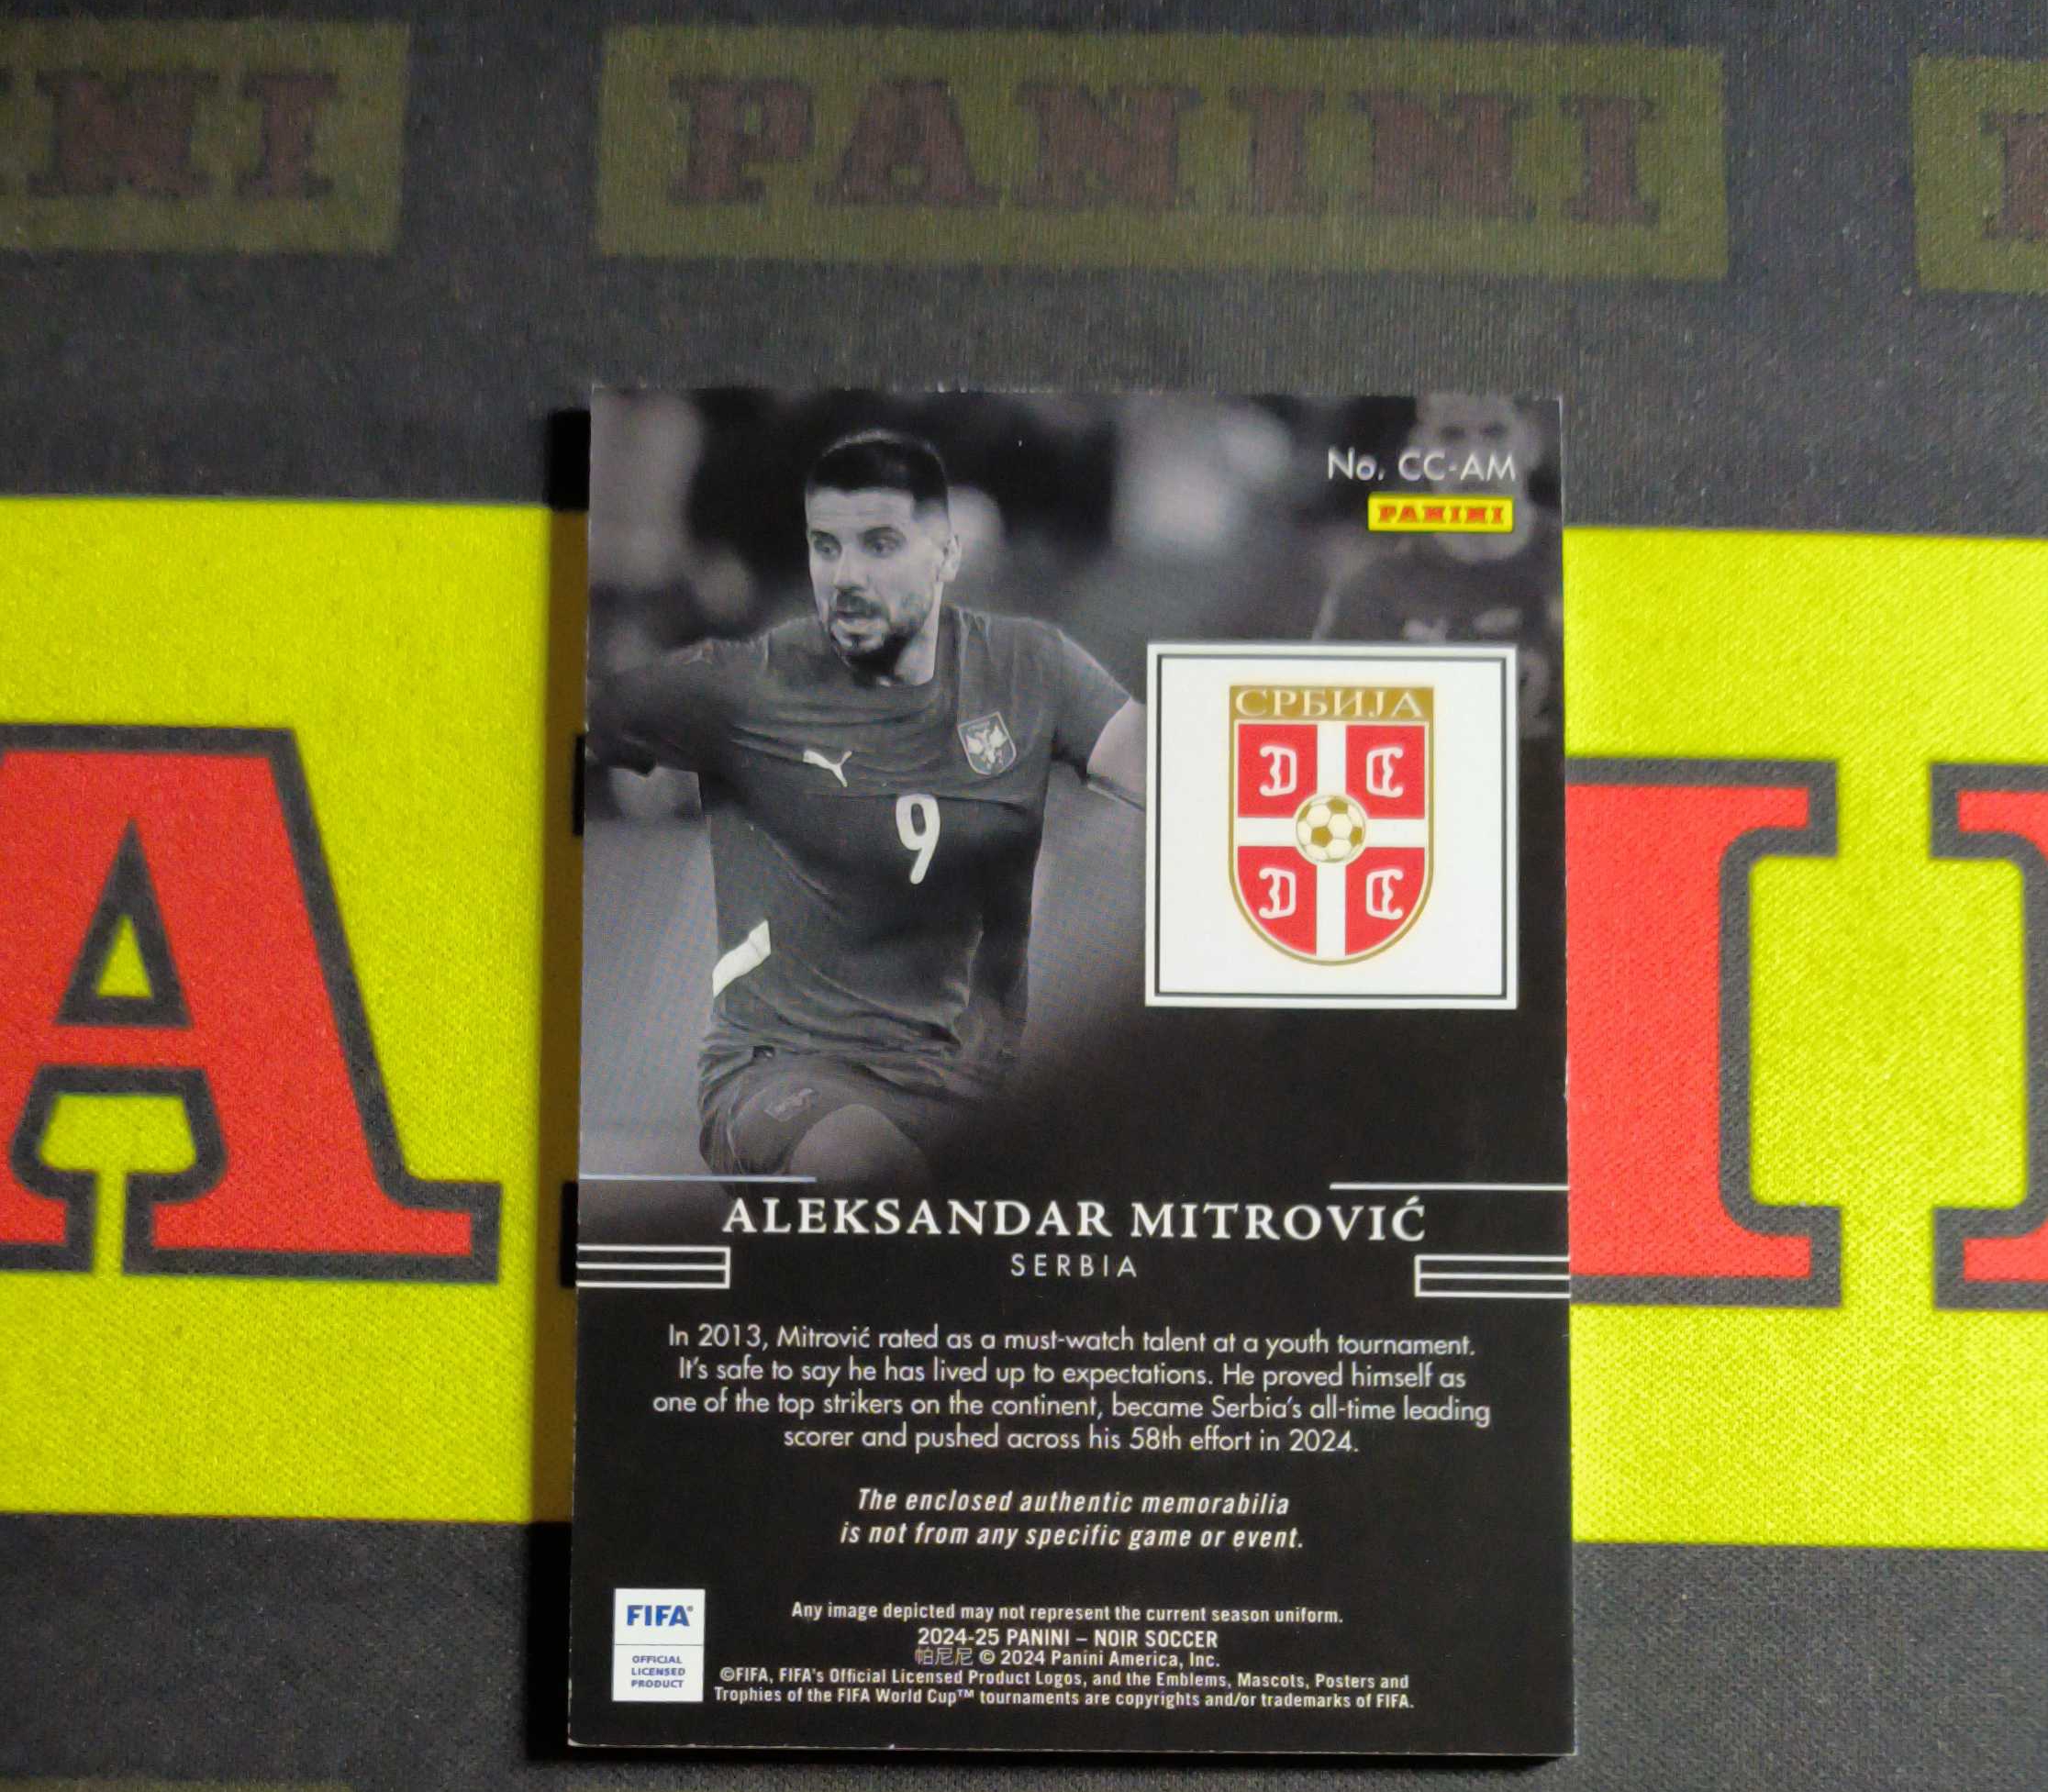 PANINI
No. CC-AM
PANINI
СРБИЈА
9
ALEKSANDAR MITROVIĆ
SERBIA
In 2013, Mitrović rated as a must-watch talent at a youth tournament.
It's safe to say he has lived up to expectations. He proved himself as
one of the top strikers on the continent, became Serbia's all-time leading
scorer and pushed across his 58th effort in 2024.
The enclosed authentic memorabilia
is not from any specific game or event.
FIFA®
OFFICIAL
LICENSED
PRODUCT
Any image depicted may not represent the current season uniform.
2024-25 PANINI – NOIR SOCCER
帕尼尼 © 2024 Panini America, Inc.
©FIFA, FIFA's Official Licensed Product Logos, and the Emblems, Mascots, Posters and
Trophies of the FIFA World Cup™ tournaments are copyrights and/or trademarks of FIFA.